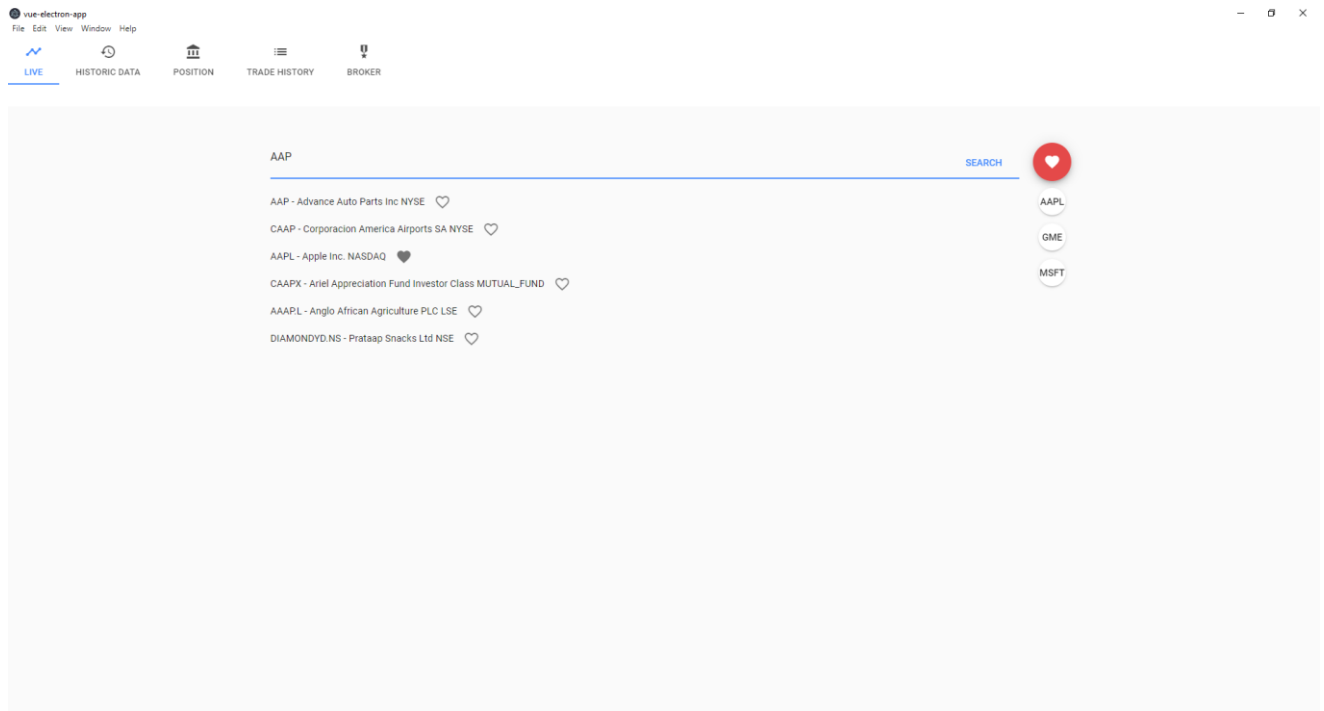 vue-electron-app
File Edit View Window Help
LIVE HISTORIC DATA POSITION TRADE HISTORY BROKER
AAP
SEARCH
AAP - Advance Auto Parts Inc NYSE
CAAP - Corporacion America Airports SA NYSE
AAPL - Apple Inc. NASDAQ
CAAPX - Ariel Appreciation Fund Investor Class MUTUAL_FUND
AAAP.L - Anglo African Agriculture PLC LSE
DIAMONDYD.NS - Prataap Snacks Ltd NSE
AAPL
GME
MSFT